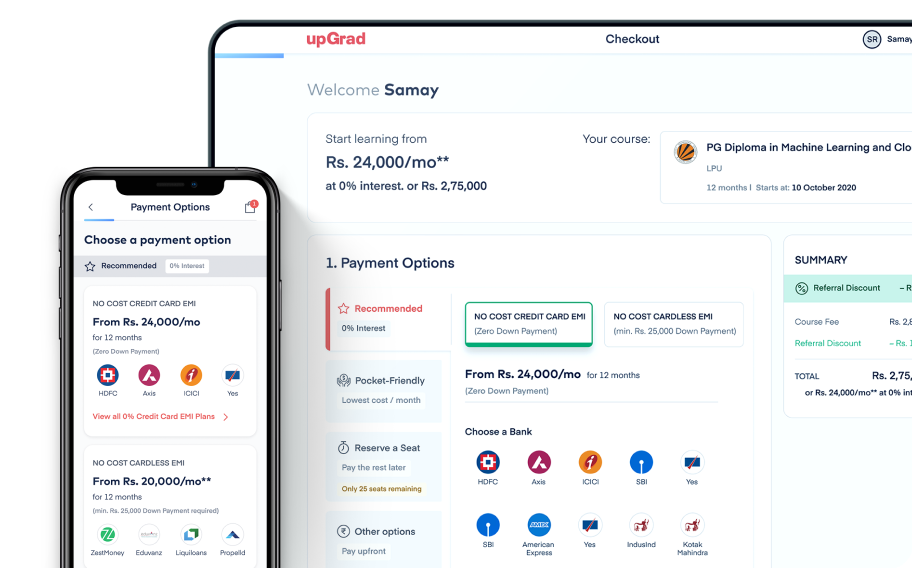 upGrad
Checkout
SR
Samay
Welcome Samay
Start learning from
Rs. 24,000/mo**
at 0% interest. or Rs. 2,75,000
Your course:
PG Diploma in Machine Learning and Clo
LPU
12 months | Starts at: 10 October 2020
1. Payment Options
Recommended
0% Interest
Pocket-Friendly
Lowest cost / month
Reserve a Seat
Pay the rest later
Only 25 seats remaining
Other options
Pay upfront
NO COST CREDIT CARD EMI
(Zero Down Payment)
NO COST CARDLESS EMI
(min. Rs. 25,000 Down Payment)
From Rs. 24,000/mo for 12 months
(Zero Down Payment)
Choose a Bank
HDFC
Axis
ICICI
SBI
Yes
SBI
AMEX
American
Express
Yes
IndusInd
Kotak
Mahindra
SUMMARY
Referral Discount – R
Course Fee Rs. 2,8
Referral Discount – Rs. 1
TOTAL Rs. 2,75,
or Rs. 24,000/mo** at 0% int
Payment Options
1
Choose a payment option
Recommended
0% Interest
NO COST CREDIT CARD EMI
From Rs. 24,000/mo
for 12 months
(Zero Down Payment)
HDFC
Axis
ICICI
Yes
View all 0% Credit Card EMI Plans
NO COST CARDLESS EMI
From Rs. 20,000/mo**
for 12 months
(min. Rs. 25,000 Down Payment required)
ZestMoney
Eduvanz
Liquiloans
Propelld